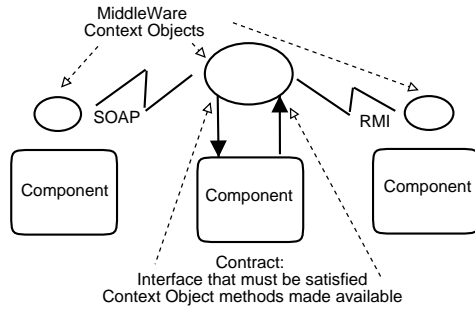 MiddleWare
Context Objects
SOAP
RMI
Component
Component
Component
Contract:
Interface that must be satisfied
Context Object methods made available